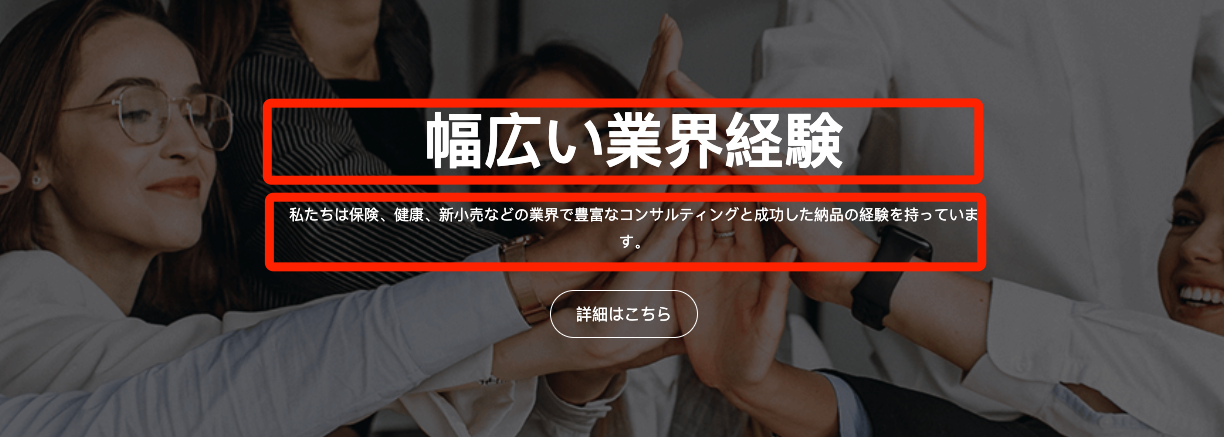 幅広い業界経験
私たちは保険、健康、新小売などの業界で豊富なコンサルティングと成功した納品の経験を持っていま
す。
詳細はこちら